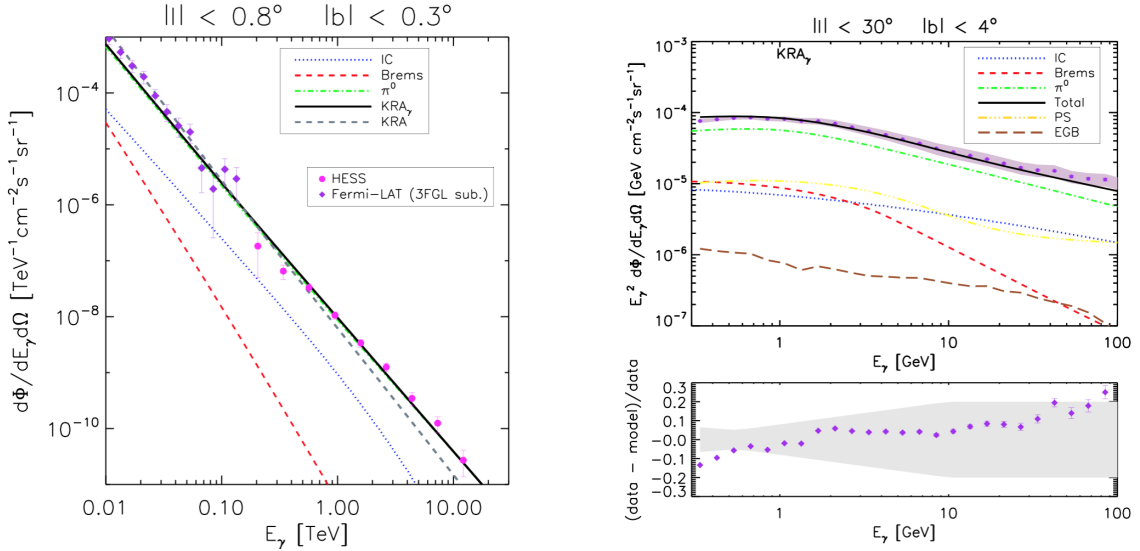 |l| < 0.8° |b| < 0.3°
IC
Brems
π⁰
KRAγ
KRA
HESS
Fermi−LAT (3FGL sub.)
10⁻⁴
10⁻⁶
10⁻⁸
10⁻¹⁰
dΦ/dEγdΩ [TeV⁻¹cm⁻²s⁻¹sr⁻¹]
0.01 0.10 1.00 10.00
Eγ [TeV]
|l| < 30° |b| < 4°
KRAγ
IC
Brems
π⁰
Total
PS
EGB
10⁻³
10⁻⁴
10⁻⁵
10⁻⁶
10⁻⁷
Eγ² dΦ/dEγdΩ [GeV cm⁻²s⁻¹sr⁻¹]
1 10 100
Eγ [GeV]
0.3
0.2
0.1
−0.0
−0.1
−0.2
−0.3
(data − model)/data
1 10 100
Eγ [GeV]